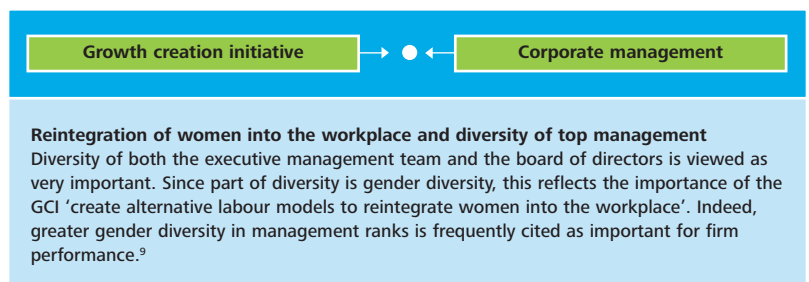 Growth creation initiative
Corporate management
Reintegration of women into the workplace and diversity of top management
Diversity of both the executive management team and the board of directors is viewed as
very important. Since part of diversity is gender diversity, this reflects the importance of the
GCI ‘create alternative labour models to reintegrate women into the workplace’. Indeed,
greater gender diversity in management ranks is frequently cited as important for firm
performance.⁹